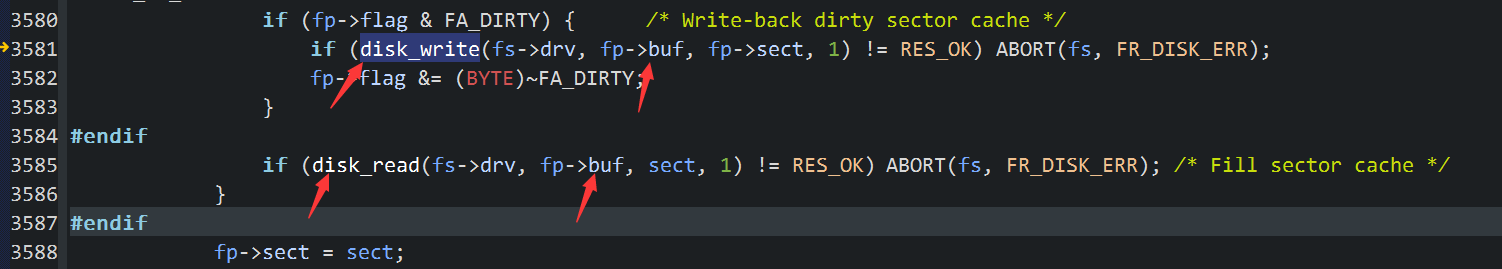 3580 if (fp->flag & FA_DIRTY) { /* Write-back dirty sector cache */
3581 if (disk_write(fs->drv, fp->buf, fp->sect, 1) != RES_OK) ABORT(fs, FR_DISK_ERR);
3582 fp->flag &= (BYTE)~FA_DIRTY;
3583 }
3584 #endif
3585 if (disk_read(fs->drv, fp->buf, sect, 1) != RES_OK) ABORT(fs, FR_DISK_ERR); /* Fill sector cache */
3586 }
3587 #endif
3588 fp->sect = sect;